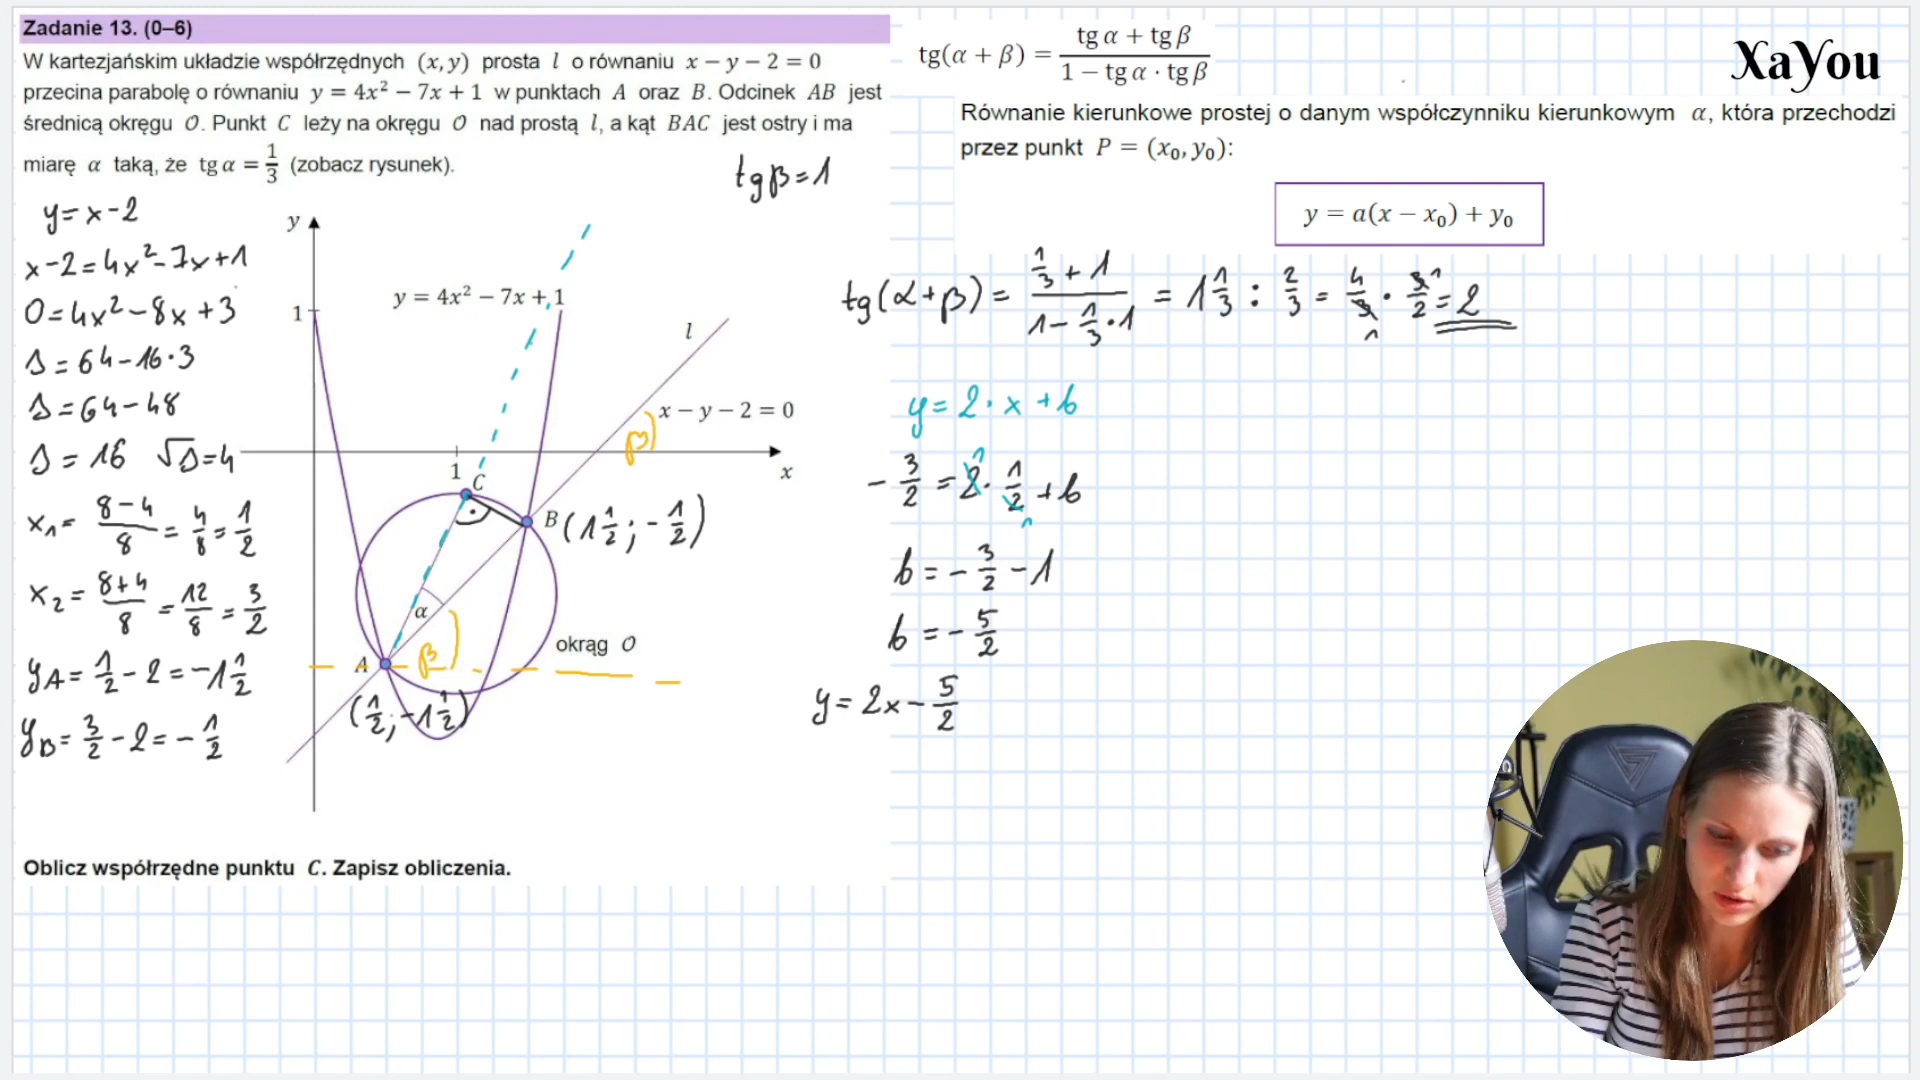 Zadanie 13. (0–6)
W kartezjańskim układzie współrzędnych (x, y) prosta l o równaniu x − y − 2 = 0
przecina parabolę o równaniu y = 4x² − 7x + 1 w punktach A oraz B. Odcinek AB jest
średnicą okręgu O. Punkt C leży na okręgu O nad prostą l, a kąt BAC jest ostry i ma
miarę α taką, że tg α = 1/3 (zobacz rysunek).
tgβ=1
y=x-2
x-2=4x²-7x+1
0=4x²-8x+3
Δ=64-16·3
Δ=64-48
Δ=16 √Δ=4
x₁= (8-4)/8 = 4/8 = 1/2
x₂= (8+4)/8 = 12/8 = 3/2
yA= 1/2 - 2 = -1 1/2
yB= 3/2 - 2 = - 1/2
y
1
y = 4x² − 7x + 1
l
x − y − 2 = 0
β
1
x
C
B (1 1/2 ; - 1/2)
α
okrąg O
A
β
(1/2 ; -1 1/2)
Oblicz współrzędne punktu C. Zapisz obliczenia.
tg(α + β) = (tg α + tg β)/(1 − tg α · tg β)
XaYou
Równanie kierunkowe prostej o danym współczynniku kierunkowym α, która przechodzi
przez punkt P = (x₀, y₀):
y = a(x − x₀) + y₀
tg(α+β) = (1/3 + 1)/(1 - 1/3 · 1) = 1 1/3 : 2/3 = 4/3 1 · 3/2 1 = 2
y=2·x+b
- 3/2 = 2 1 · 1/2 1 + b
b = - 3/2 - 1
b = - 5/2
y = 2x - 5/2